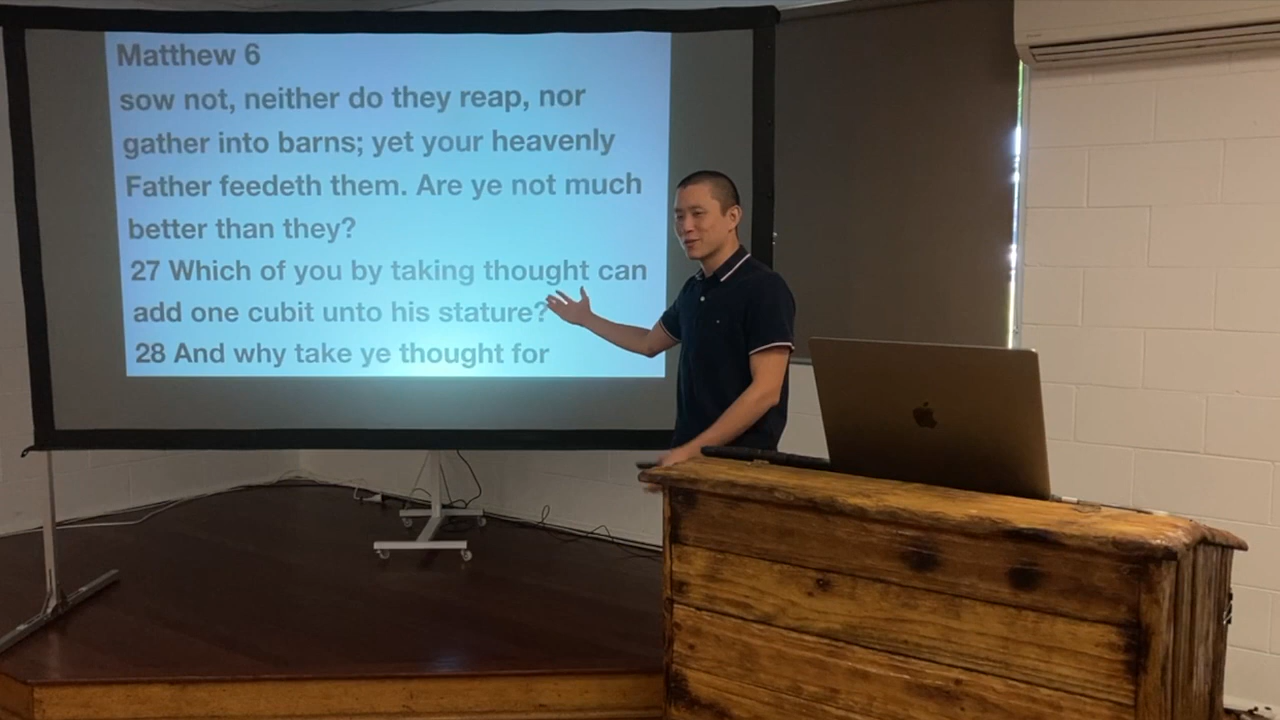 Matthew 6
sow not, neither do they reap, nor
gather into barns; yet your heavenly
Father feedeth them. Are ye not much
better than they?
27 Which of you by taking thought can
add one cubit unto his stature?
28 And why take ye thought for